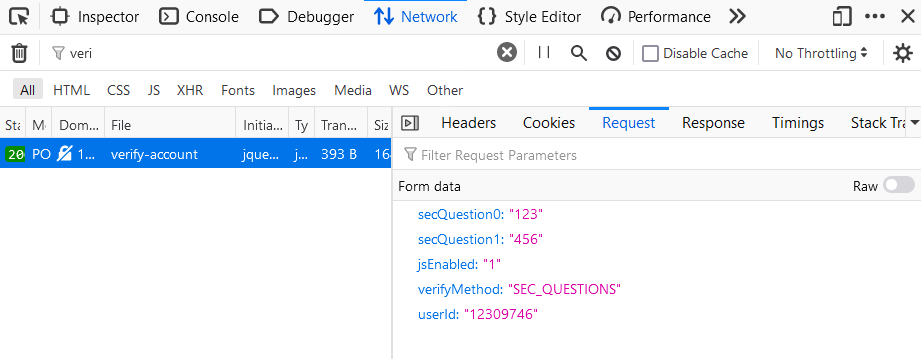 Inspector Console Debugger Network Style Editor Performance
veri Disable Cache No Throttling
All HTML CSS JS XHR Fonts Images Media WS Other
Sta M Dom... File Initia... Ty Tran... Siz Headers Cookies Request Response Timings Stack Tra
20 PO 1... verify-account jque... j... 393 B 16
Filter Request Parameters
Form data Raw
secQuestion0: "123"
secQuestion1: "456"
jsEnabled: "1"
verifyMethod: "SEC_QUESTIONS"
userId: "12309746"